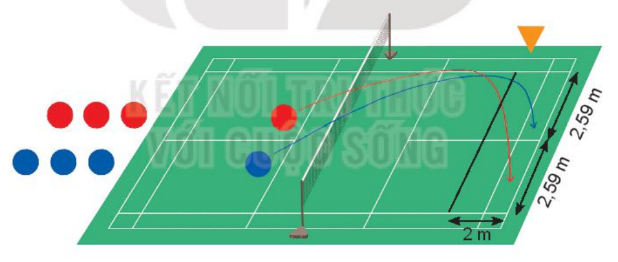 KẾT NỐI TRI THỨC
VỚI CUỘC SỐNG
2,59 m
2,59 m
2 m